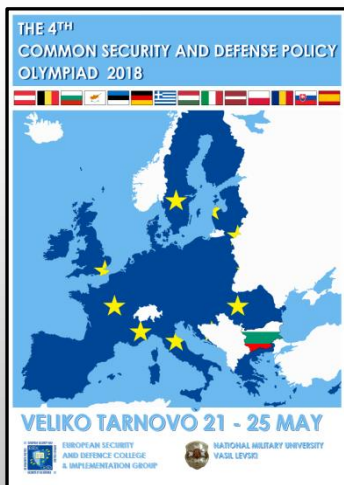 THE 4TH
COMMON SECURITY AND DEFENSE POLICY
OLYMPIAD 2018
VELIKO TARNOVO 21 - 25 MAY
EUROPEAN SECURITY
AND DEFENCE COLLEGE
& IMPLEMENTATION GROUP
NATIONAL MILITARY UNIVERSITY
VASIL LEVSKI